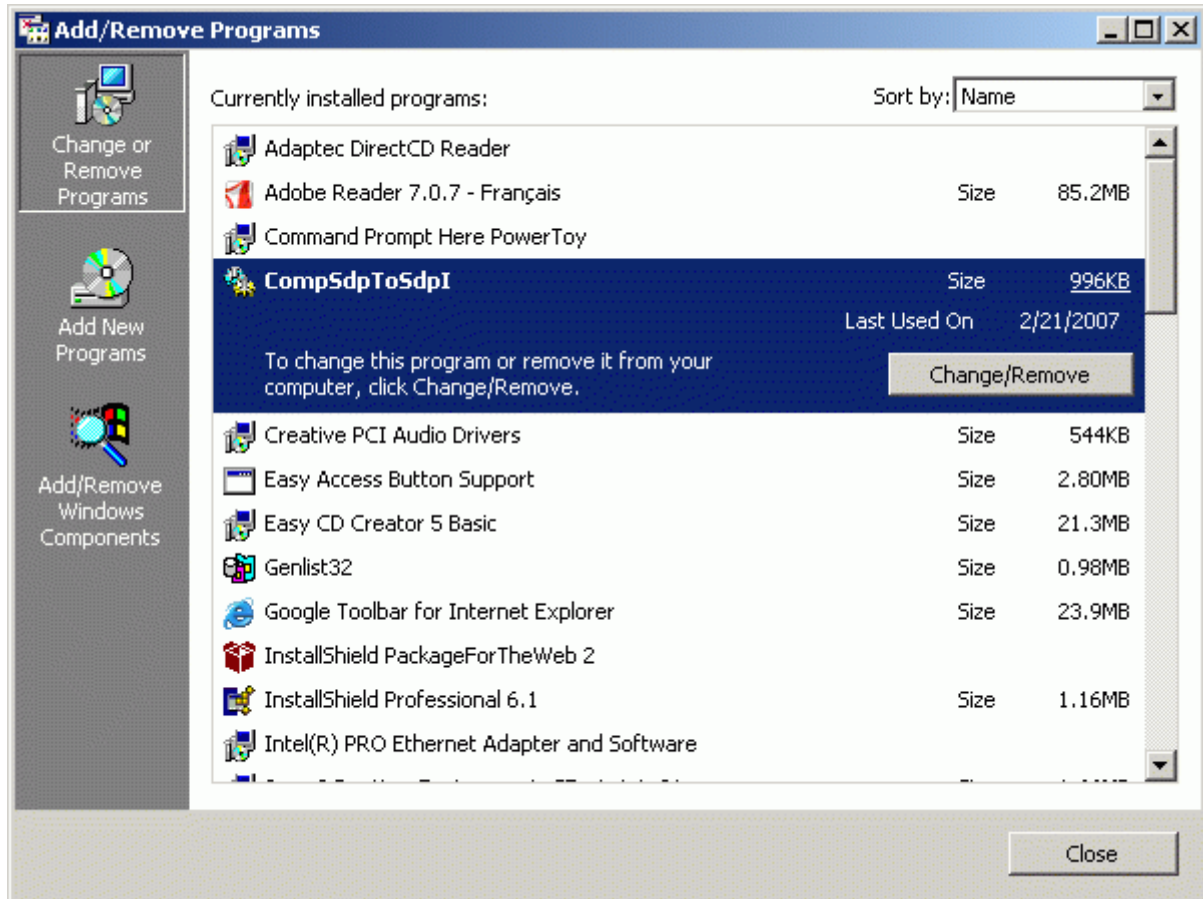 Add/Remove Programs
Change or
Remove
Programs
Add New
Programs
Add/Remove
Windows
Components
Currently installed programs:
Sort by: Name
Adaptec DirectCD Reader
Adobe Reader 7.0.7 - Français Size 85.2MB
Command Prompt Here PowerToy
CompSdpToSdpI Size 996KB
Last Used On 2/21/2007
To change this program or remove it from your
computer, click Change/Remove.
Change/Remove
Creative PCI Audio Drivers Size 544KB
Easy Access Button Support Size 2.80MB
Easy CD Creator 5 Basic Size 21.3MB
Genlist32 Size 0.98MB
Google Toolbar for Internet Explorer Size 23.9MB
InstallShield PackageForTheWeb 2
InstallShield Professional 6.1 Size 1.16MB
Intel(R) PRO Ethernet Adapter and Software
Close